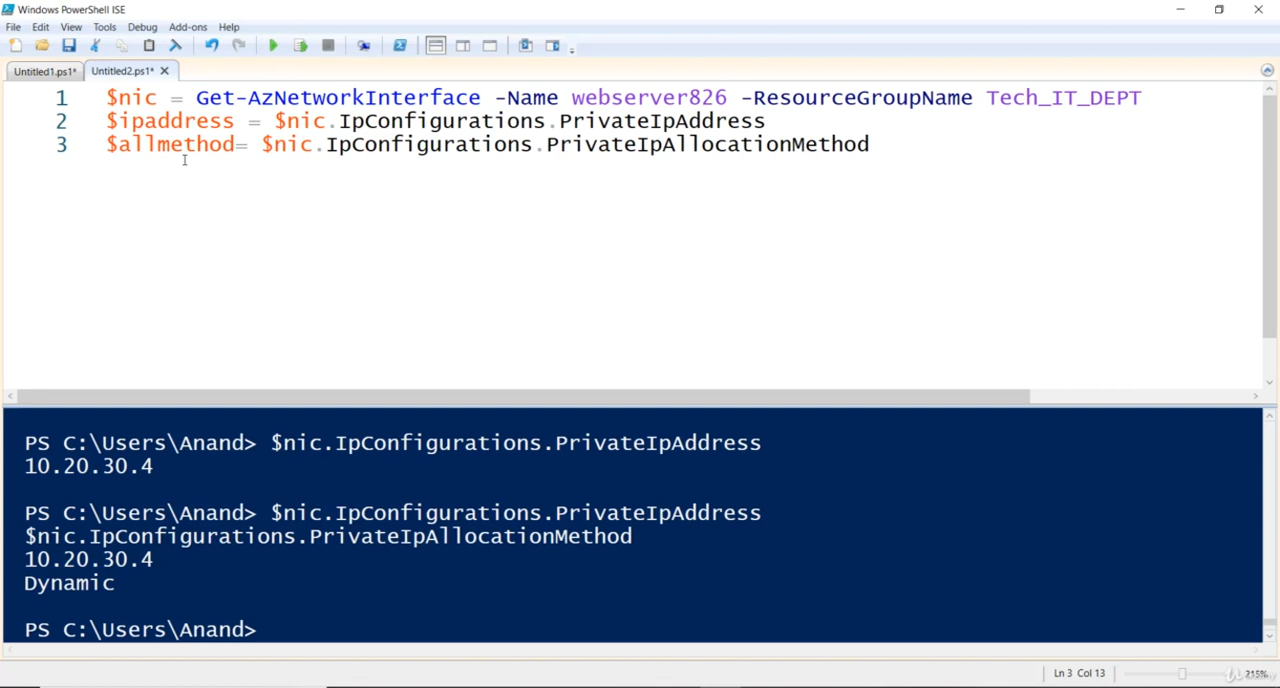 Windows PowerShell ISE
File Edit View Tools Debug Add-ons Help
Untitled1.ps1* Untitled2.ps1*
1 $nic = Get-AzNetworkInterface -Name webserver826 -ResourceGroupName Tech_IT_DEPT
2 $ipaddress = $nic.IpConfigurations.PrivateIpAddress
3 $allmethod= $nic.IpConfigurations.PrivateIpAllocationMethod
PS C:\Users\Anand> $nic.IpConfigurations.PrivateIpAddress
10.20.30.4
PS C:\Users\Anand> $nic.IpConfigurations.PrivateIpAddress
$nic.IpConfigurations.PrivateIpAllocationMethod
10.20.30.4
Dynamic
PS C:\Users\Anand>
Ln 3 Col 13 215%